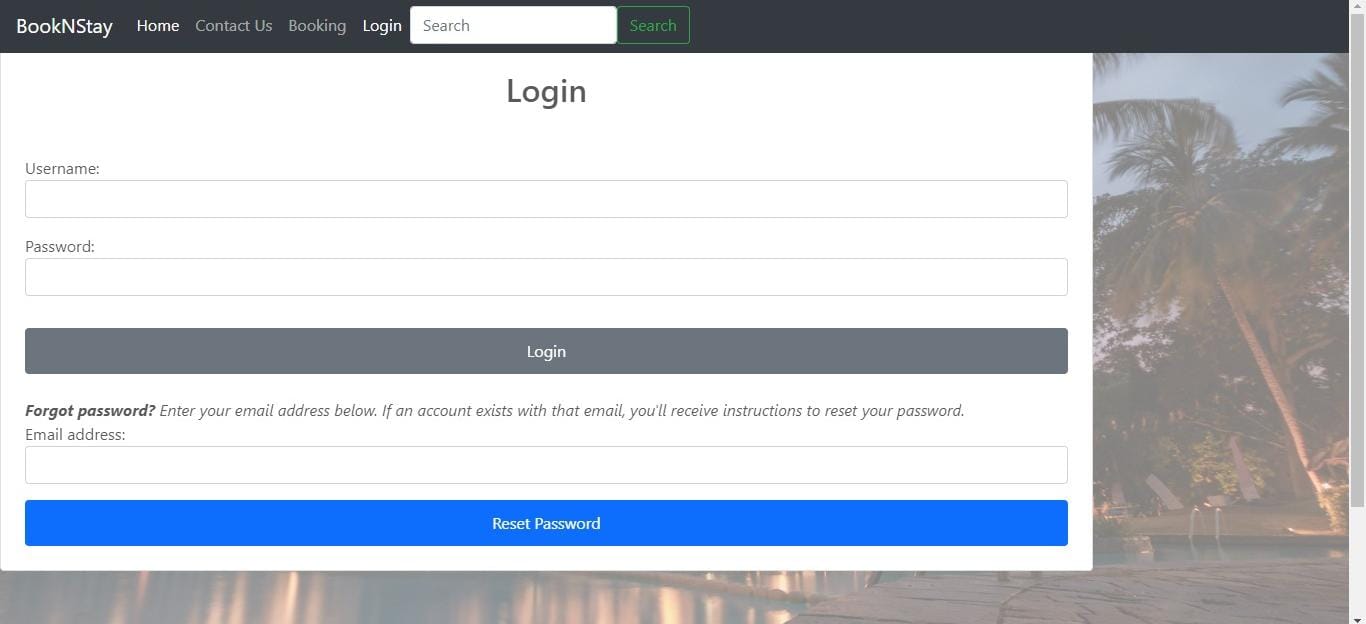 BookNStay Home Contact Us Booking Login Search Search
Login
Username:
Password:
Login
Forgot password? Enter your email address below. If an account exists with that email, you'll receive instructions to reset your password.
Email address:
Reset Password